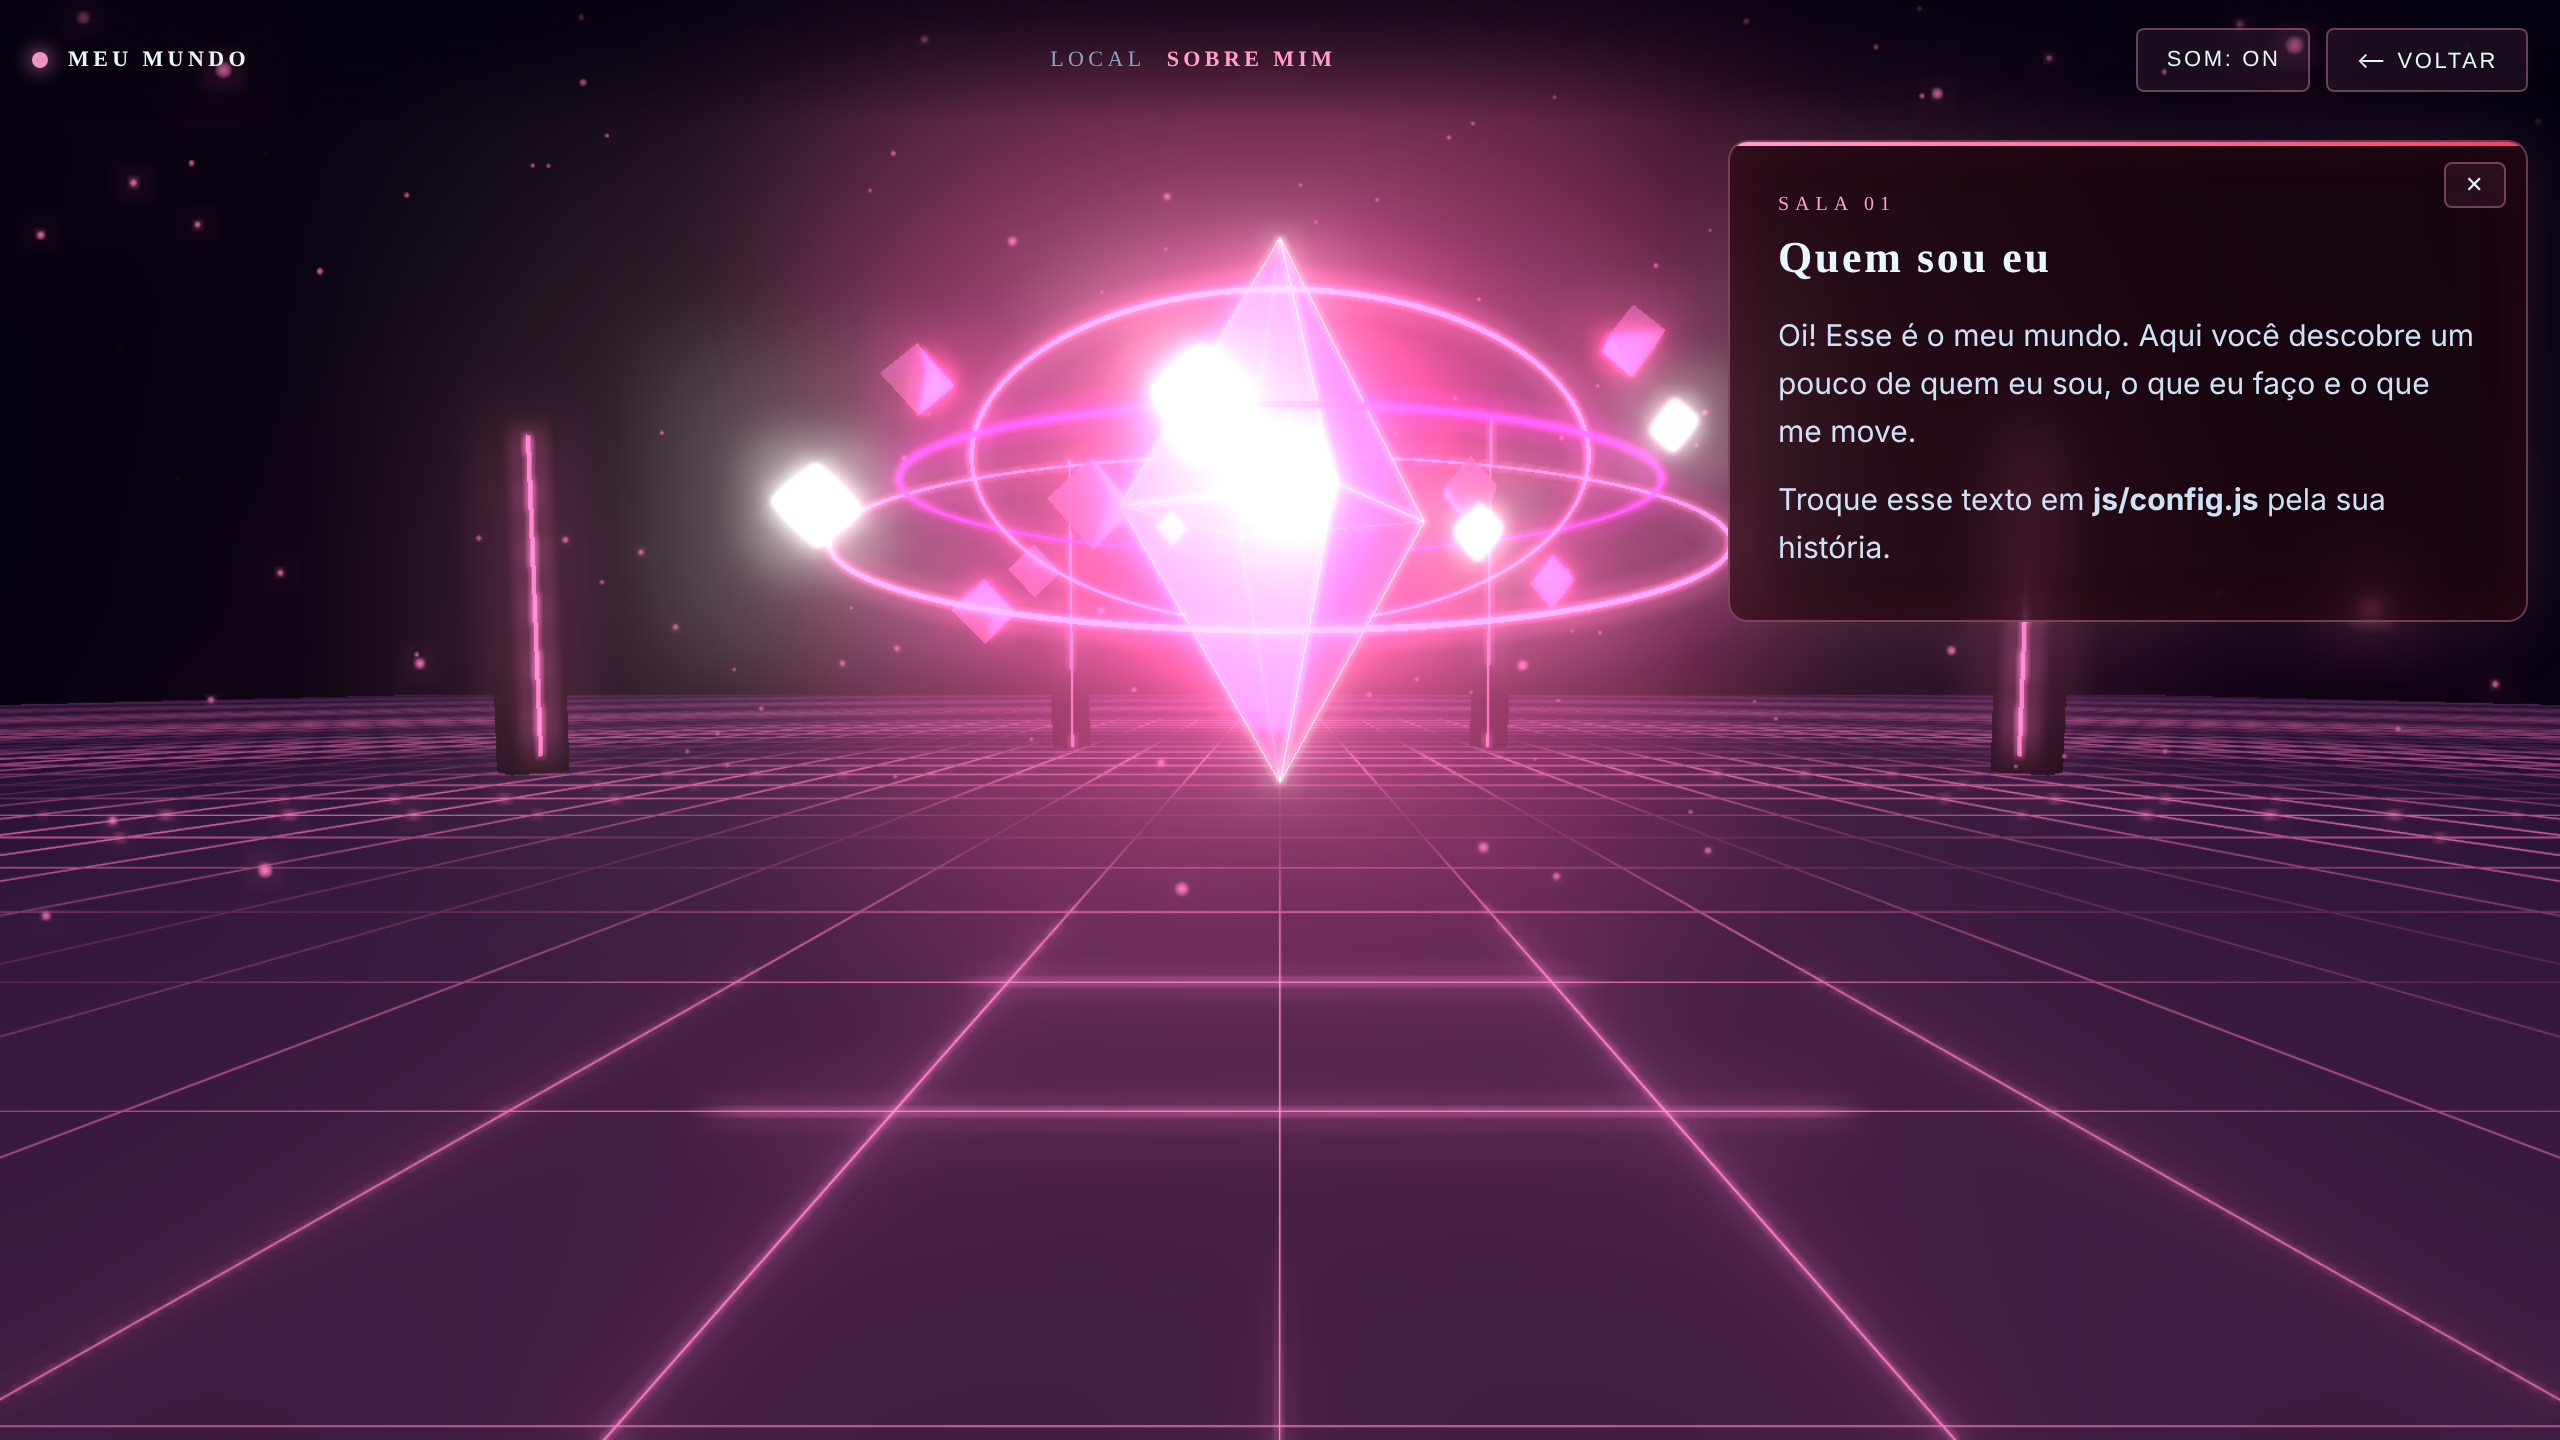 MEU MUNDO
LOCAL SOBRE MIM
SOM: ON
← VOLTAR
✕
SALA 01
Quem sou eu
Oi! Esse é o meu mundo. Aqui você descobre um
pouco de quem eu sou, o que eu faço e o que
me move.
Troque esse texto em js/config.js pela sua
história.